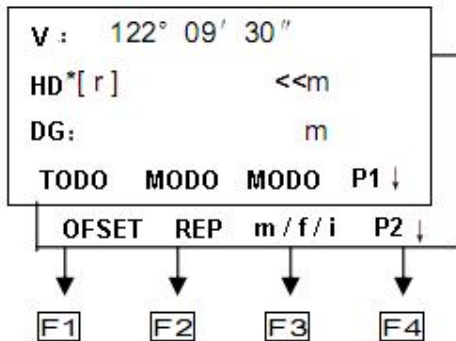 V : 122° 09′ 30″
HD*[ r ] <<m
DG: m
TODO MODO MODO P1 ↓
OFSET REP m / f / i P2 ↓
F1 F2 F3 F4